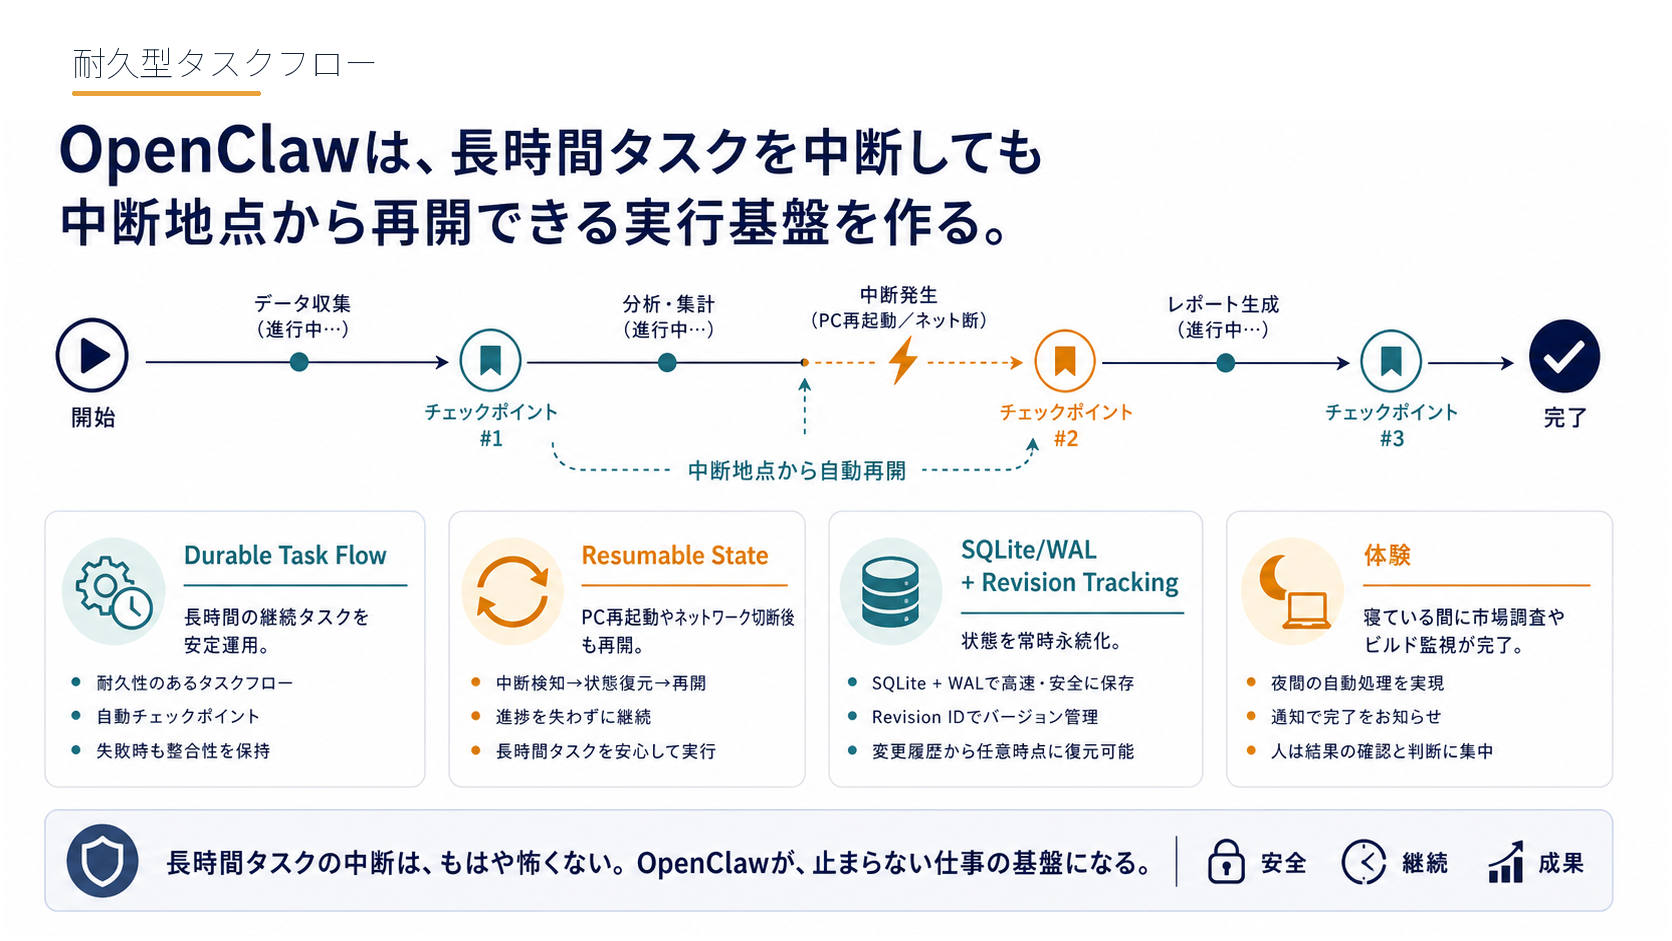 耐久型タスクフロー
OpenClawは、長時間タスクを中断しても
中断地点から再開できる実行基盤を作る。
開始
データ収集
（進行中…）
チェックポイント
#1
分析・集計
（進行中…）
中断発生
（PC再起動／ネット断）
チェックポイント
#2
レポート生成
（進行中…）
チェックポイント
#3
完了
中断地点から自動再開
Durable Task Flow
長時間の継続タスクを
安定運用。
耐久性のあるタスクフロー
自動チェックポイント
失敗時も整合性を保持
Resumable State
PC再起動やネットワーク切断後
も再開。
中断検知→状態復元→再開
進捗を失わずに継続
長時間タスクを安心して実行
SQLite/WAL
+ Revision Tracking
状態を常時永続化。
SQLite + WALで高速・安全に保存
Revision IDでバージョン管理
変更履歴から任意時点に復元可能
体験
寝ている間に市場調査や
ビルド監視が完了。
夜間の自動処理を実現
通知で完了をお知らせ
人は結果の確認と判断に集中
長時間タスクの中断は、もはや怖くない。OpenClawが、止まらない仕事の基盤になる。
安全
継続
成果